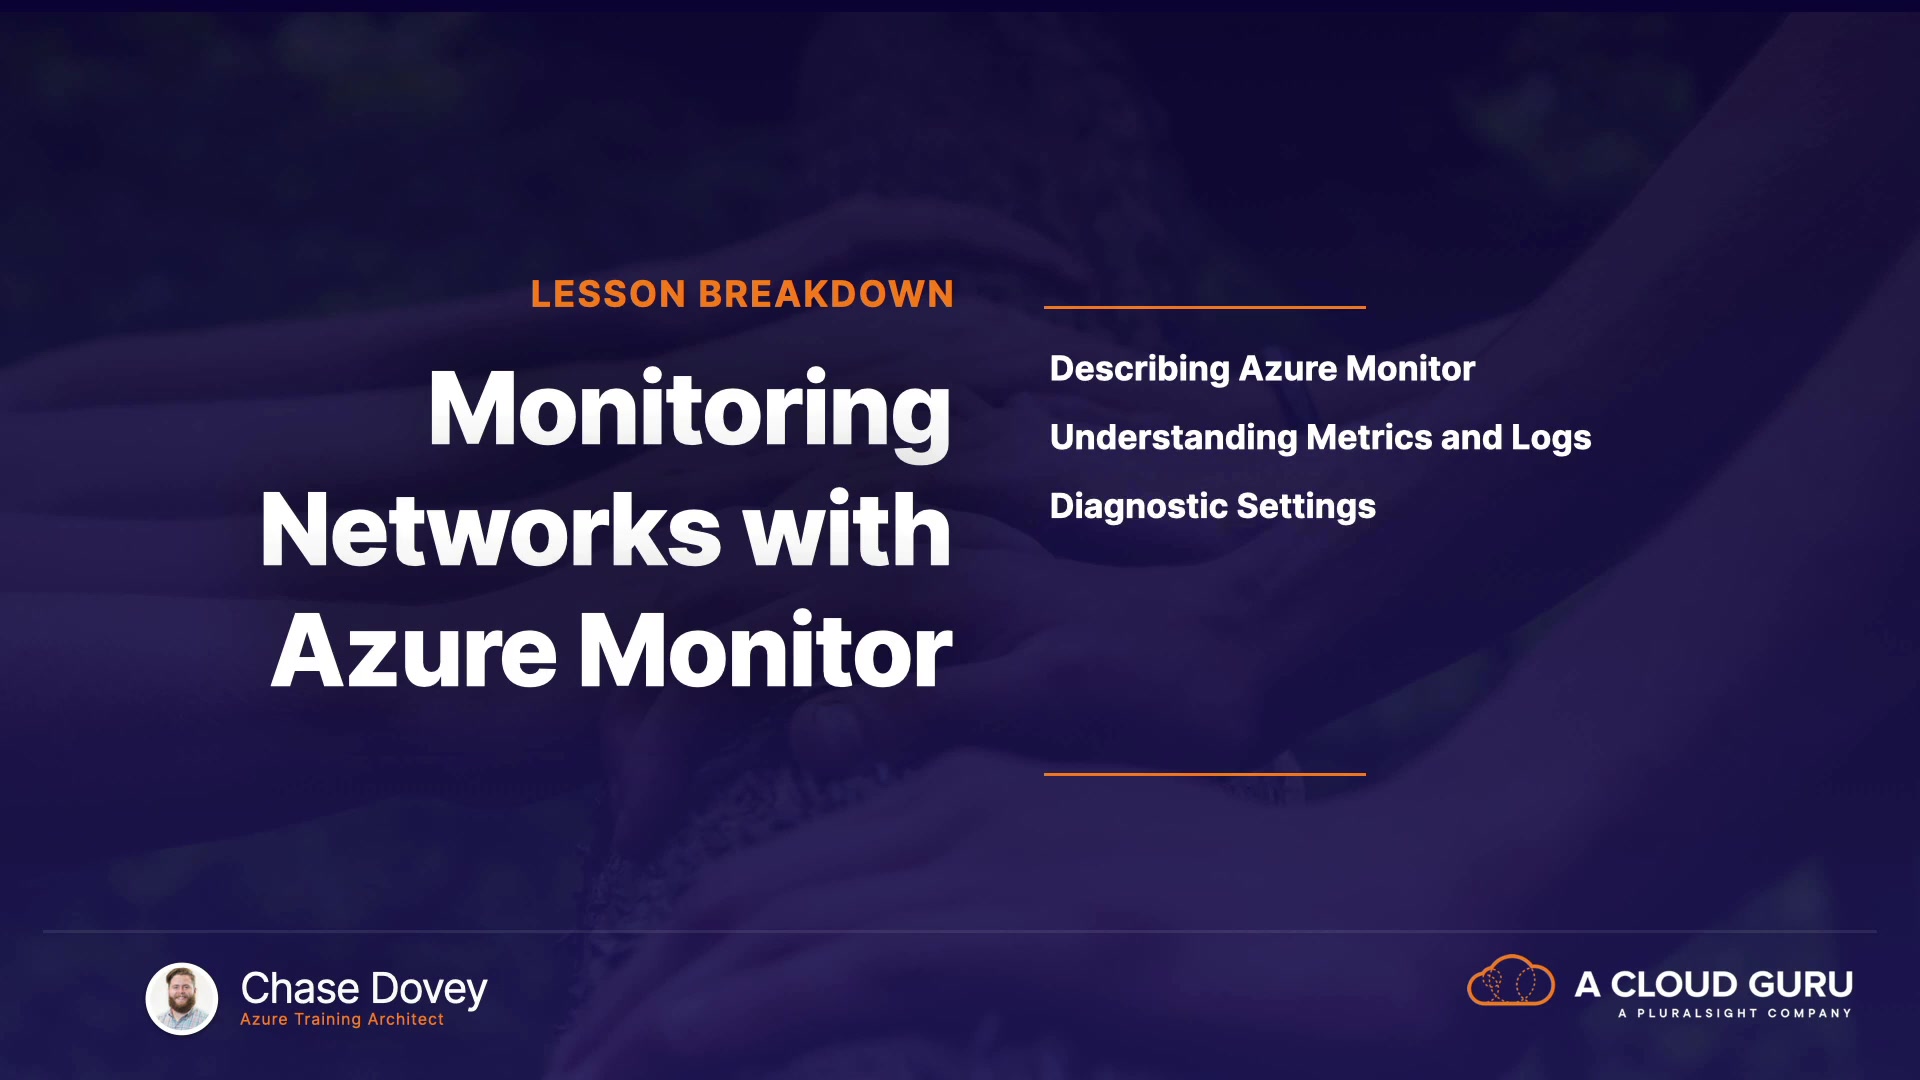 LESSON BREAKDOWN
Monitoring
Networks with
Azure Monitor
Describing Azure Monitor
Understanding Metrics and Logs
Diagnostic Settings
Chase Dovey
Azure Training Architect
A CLOUD GURU
A PLURALSIGHT COMPANY